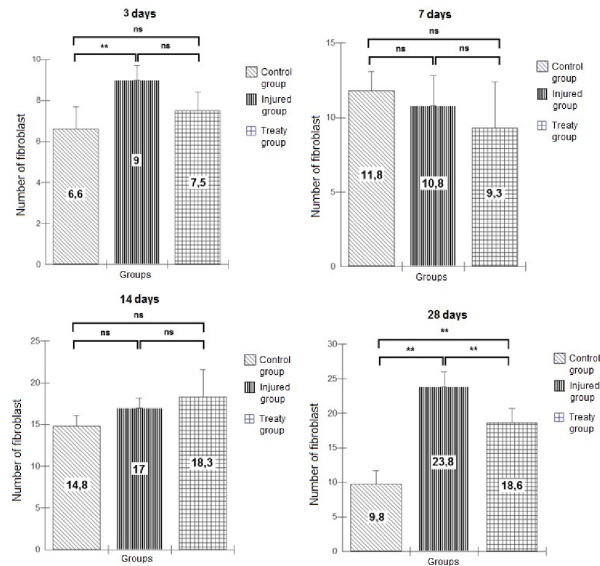 3 days
ns
** ns
Number of fibroblast
10
8
6
4
2
0
6,6
9
7,5
Groups
Control
group
Injured
group
Treaty
group
7 days
ns
ns ns
Number of fibroblast
15
10
5
0
11,8
10,8
9,3
Groups
Control
group
Injured
group
Treaty
group
14 days
ns
ns ns
Number of fibroblast
25
20
15
10
5
0
14,8
17
18,3
Groups
Control
group
Injured
group
Treaty
group
28 days
**
** **
Number of fibroblast
30
25
20
15
10
5
0
9,8
23,8
18,6
Groups
Control
group
Injured
group
Treaty
group